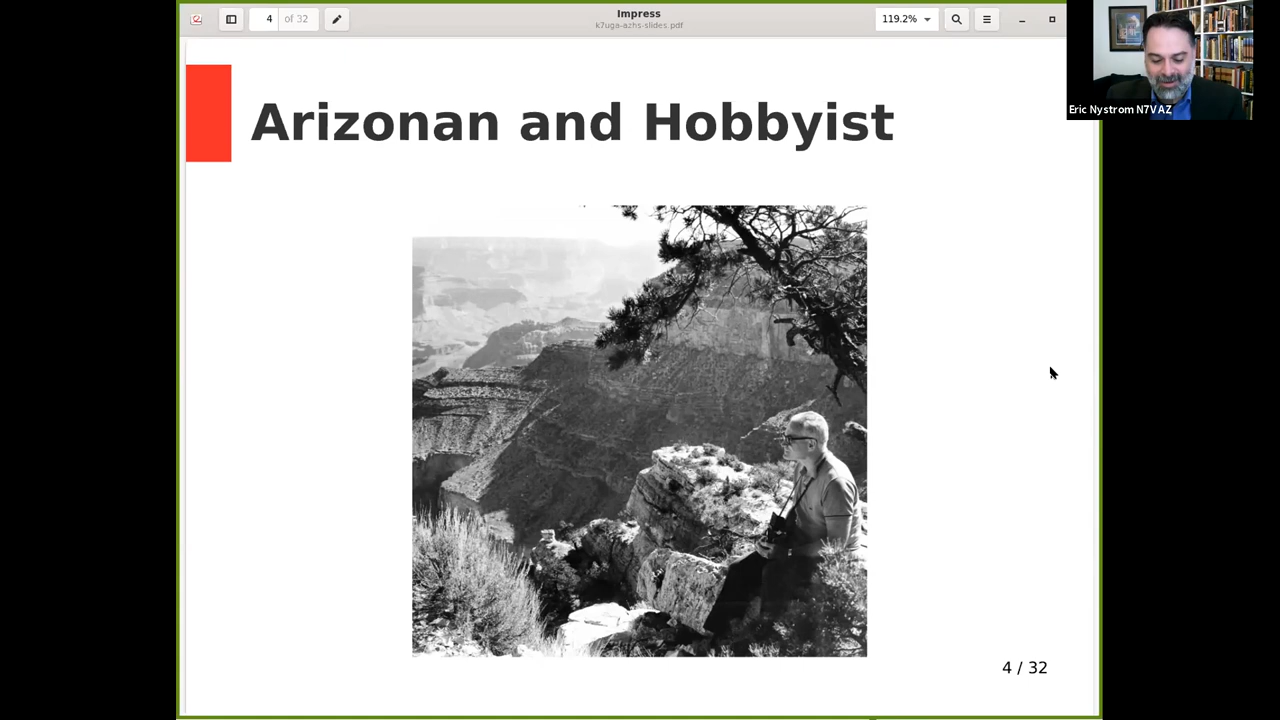 Impress
k7uga-azhs-slides.pdf
4 of 32
119.2%
Eric Nystrom N7VAZ
Arizonan and Hobbyist
4 / 32